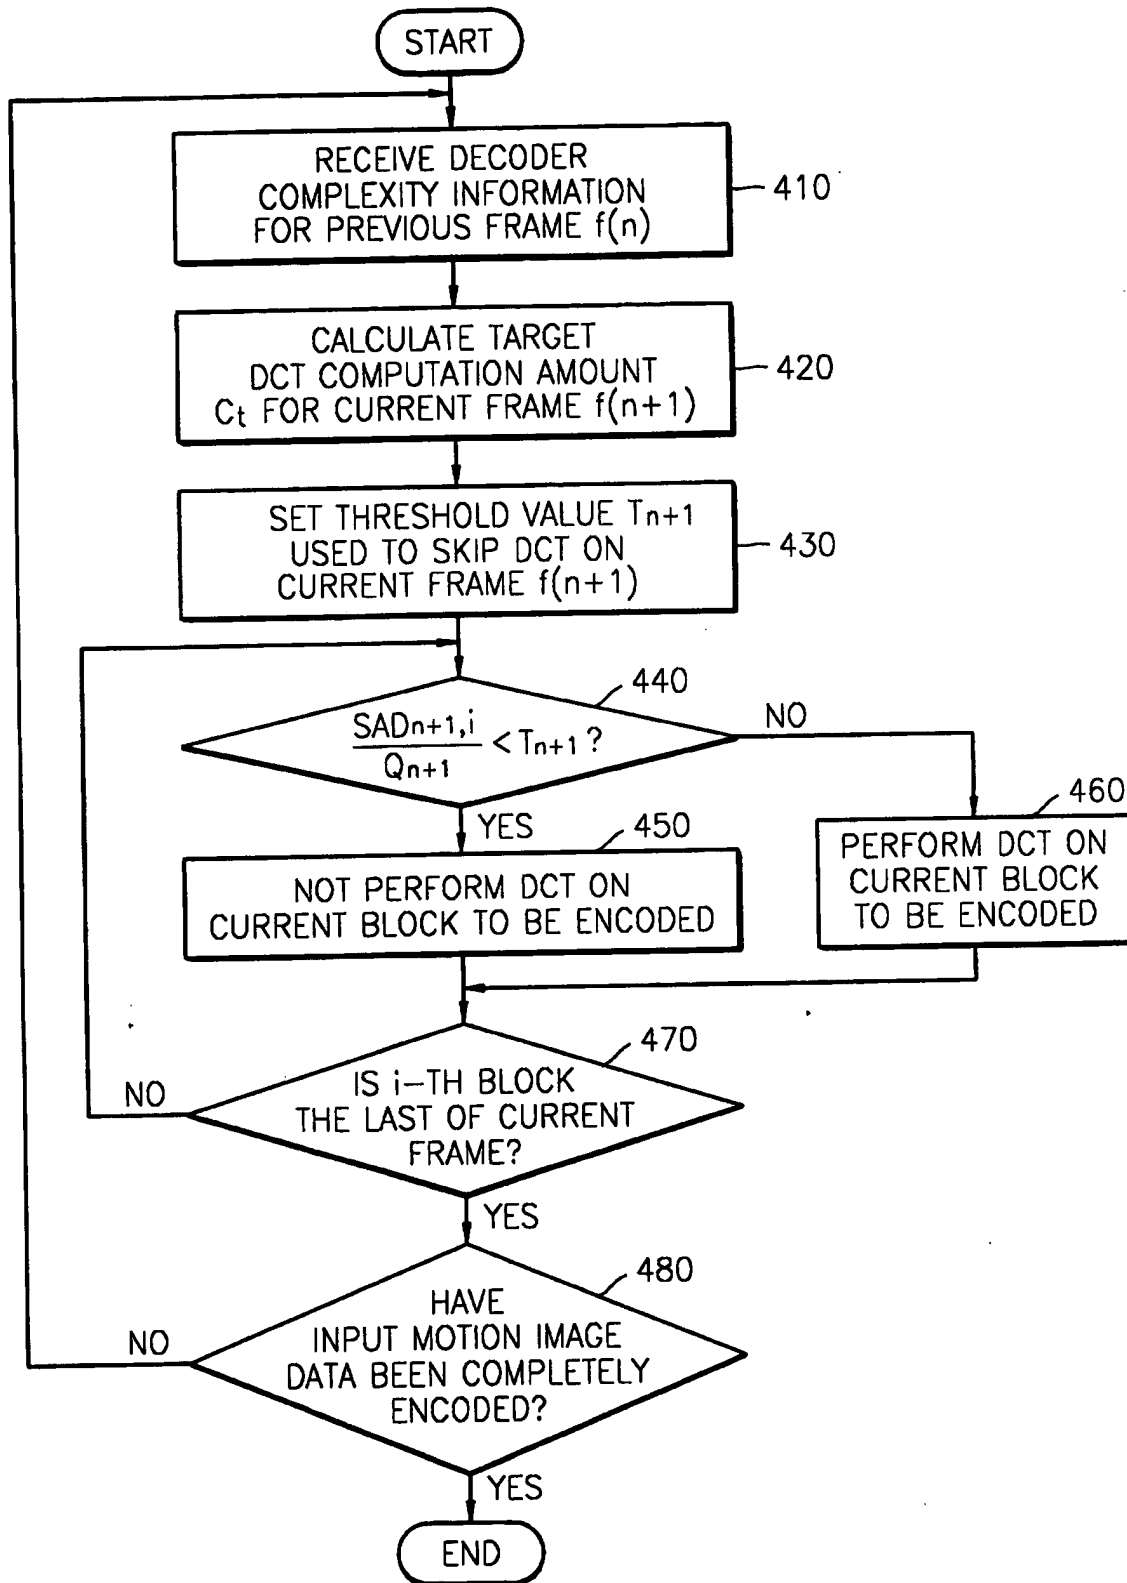 START
RECEIVE DECODER
COMPLEXITY INFORMATION
FOR PREVIOUS FRAME f(n)
410
CALCULATE TARGET
DCT COMPUTATION AMOUNT
Ct FOR CURRENT FRAME f(n+1)
420
SET THRESHOLD VALUE Tn+1
USED TO SKIP DCT ON
CURRENT FRAME f(n+1)
430
440
SADn+1,i
Qn+1
< Tn+1 ?
NO
YES
450
NOT PERFORM DCT ON
CURRENT BLOCK TO BE ENCODED
460
PERFORM DCT ON
CURRENT BLOCK
TO BE ENCODED
470
IS i-TH BLOCK
THE LAST OF CURRENT
FRAME?
NO
YES
480
HAVE
INPUT MOTION IMAGE
DATA BEEN COMPLETELY
ENCODED?
NO
YES
END